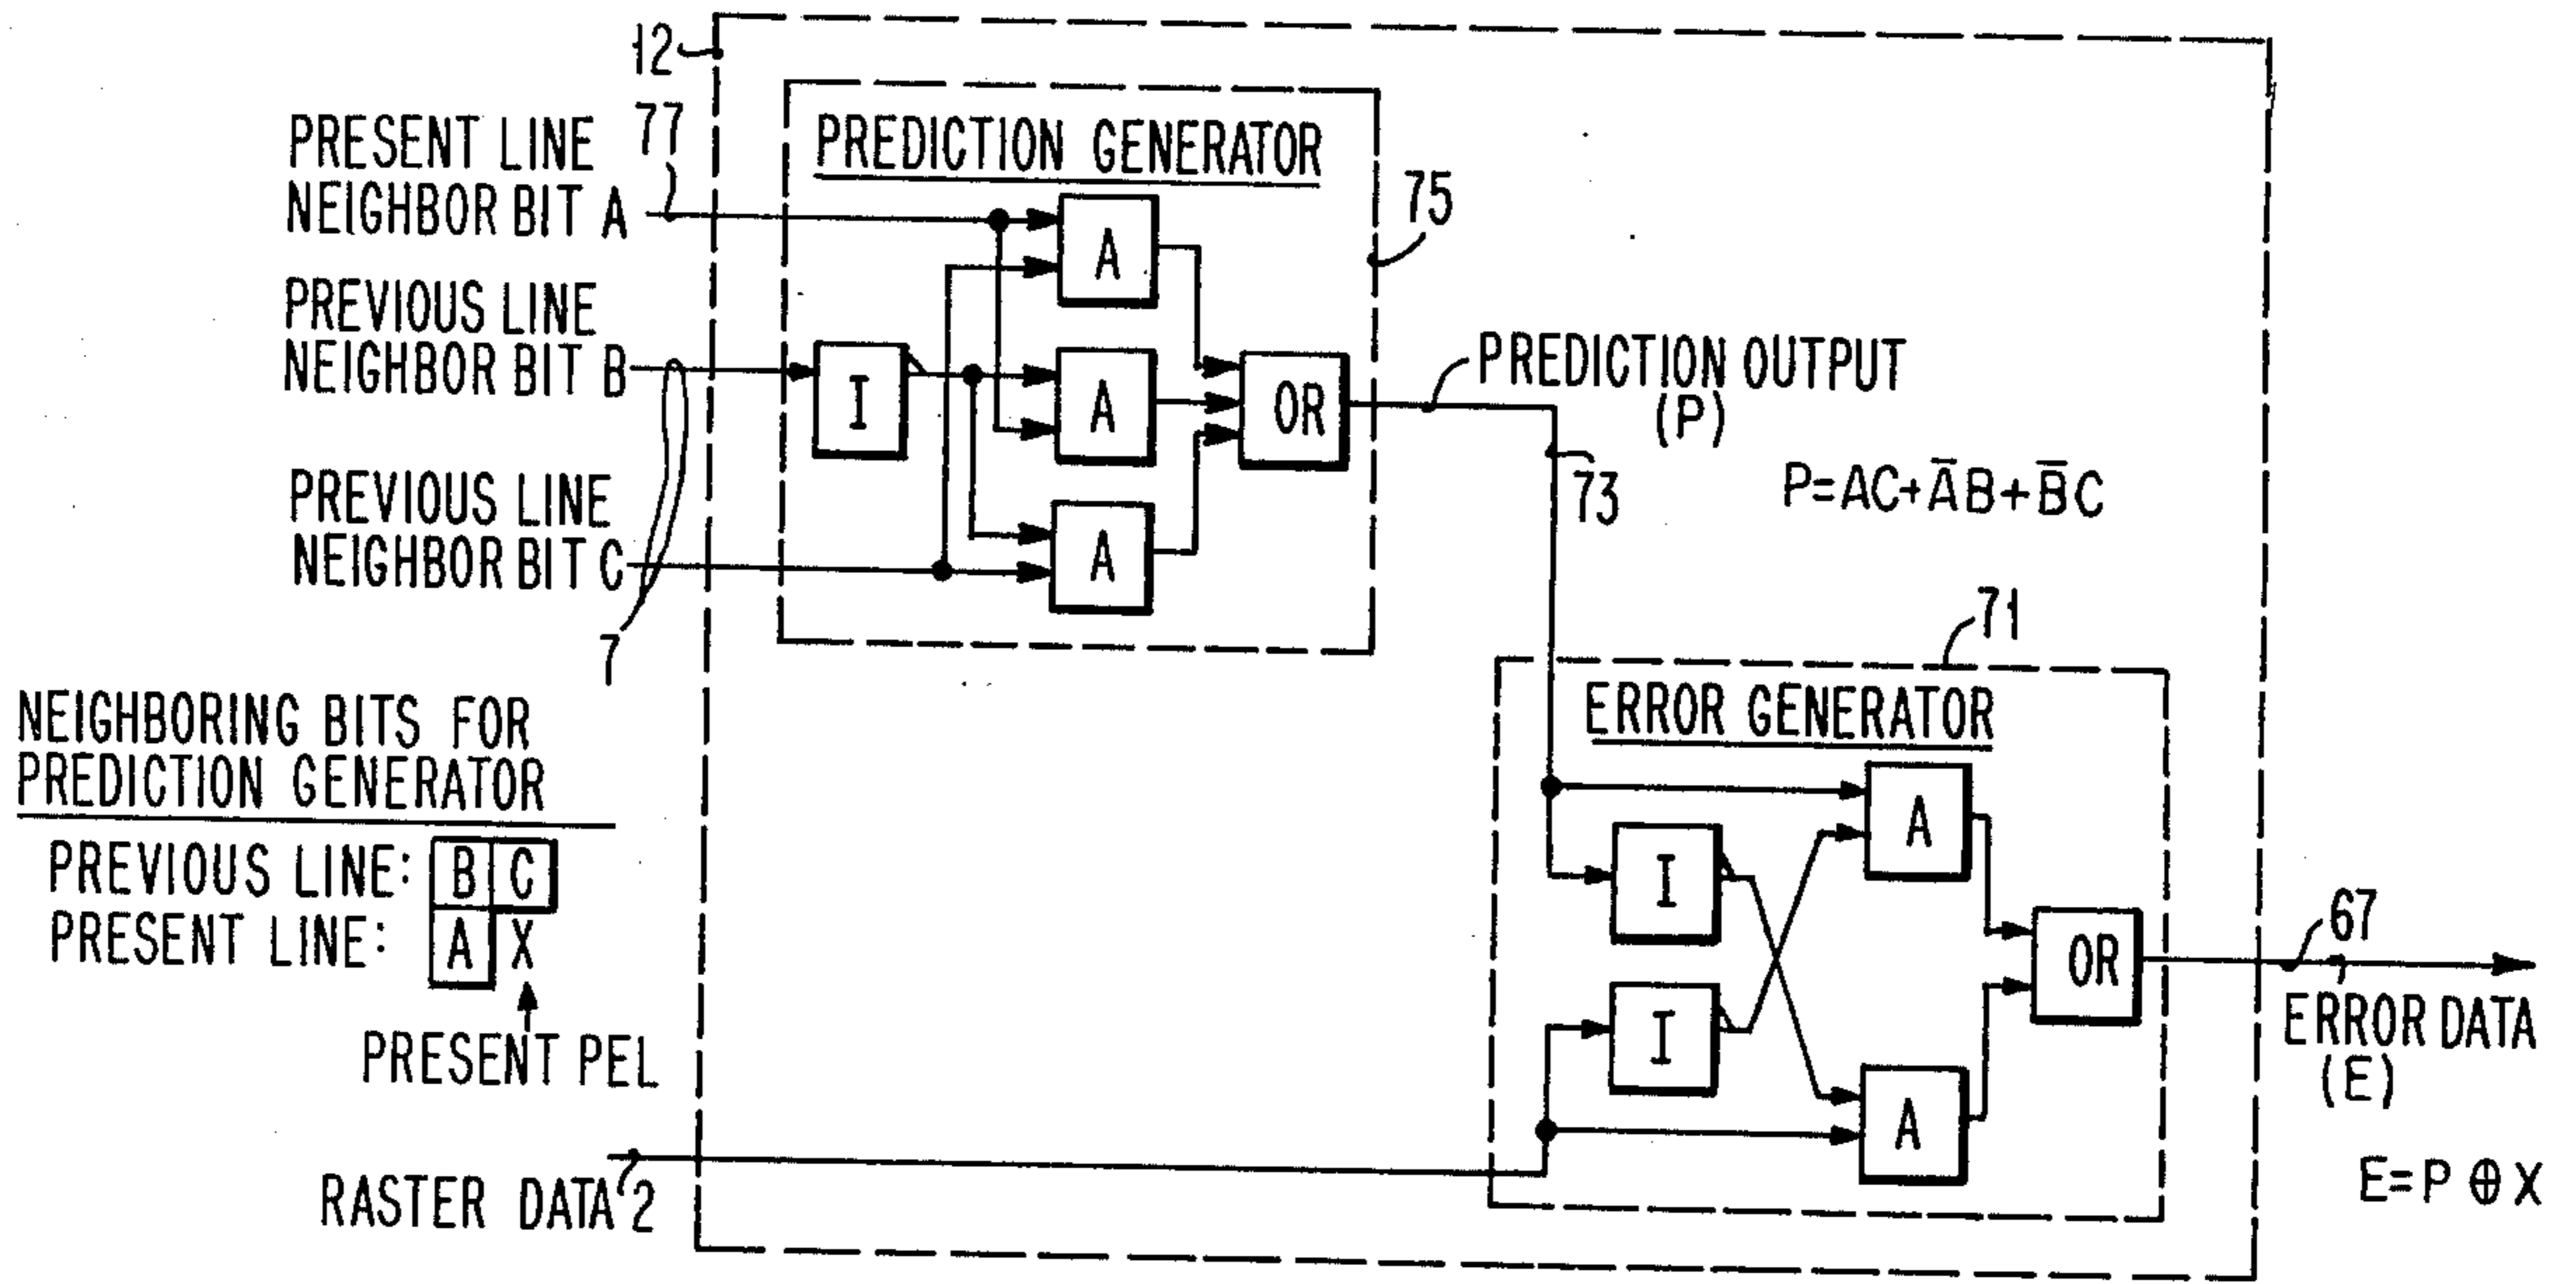 12
77
PRESENT LINE
NEIGHBOR BIT A
PREVIOUS LINE
NEIGHBOR BIT B
PREVIOUS LINE
NEIGHBOR BIT C
7
PREDICTION GENERATOR
75
A
I
A
OR
A
PREDICTION OUTPUT
(P)
73
P=AC+A̅B+B̅C
NEIGHBORING BITS FOR
PREDICTION GENERATOR
PREVIOUS LINE: B C
PRESENT LINE: A X
PRESENT PEL
RASTER DATA 2
71
ERROR GENERATOR
A
I
I
A
OR
67
ERROR DATA
(E)
E=P ⊕ X